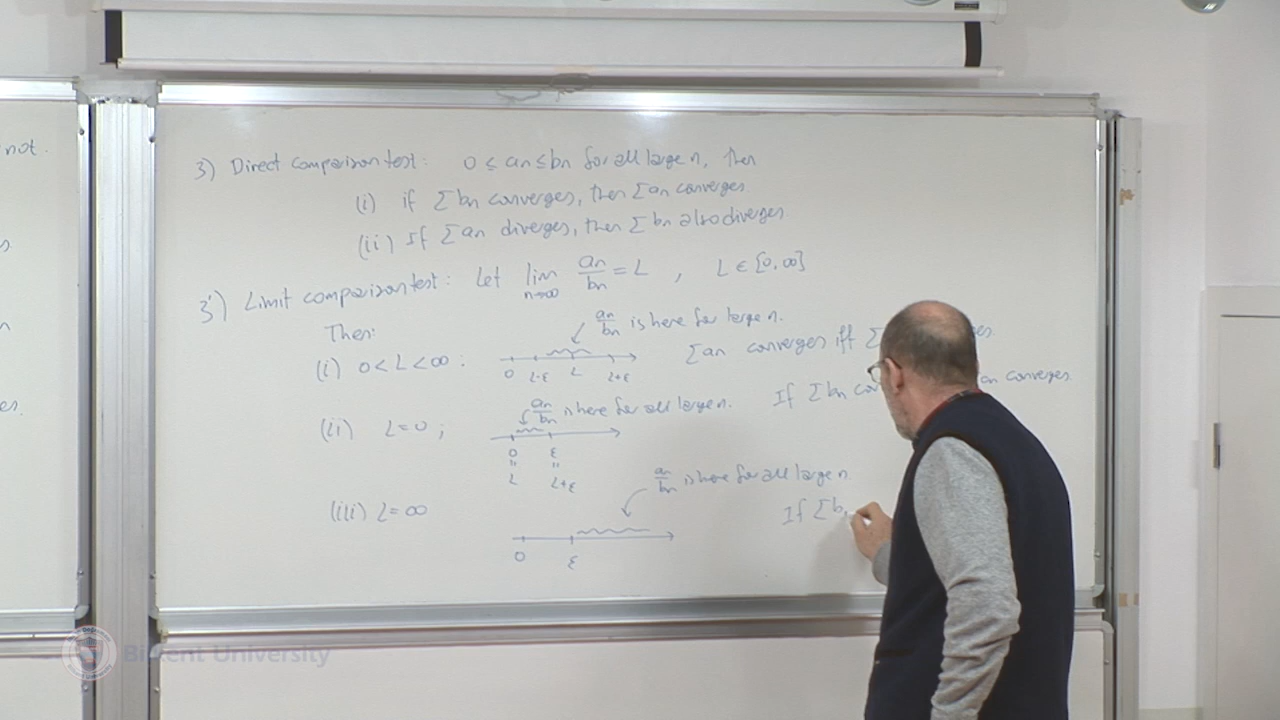 not.
3) Direct comparison test: 0 ≤ an ≤ bn for all large n, then
(i) if Σ bn converges, then Σ an converges.
(ii) If Σ an diverges, then Σ bn also diverges
3') Limit comparison test: Let lim n→∞ an/bn = L , L ∈ [0,∞]
Then:
an/bn is here for large n.
(i) 0 < L < ∞ :
0 L-ε L L+ε
Σ an converges iff Σ
If Σ bn an converges.
an/bn is here for all large n.
(ii) L=0 ;
0 ε
= =
L L+ε
an/bn is here for all large n
(iii) L=∞
0 ε
If Σ bn
Bilkent University